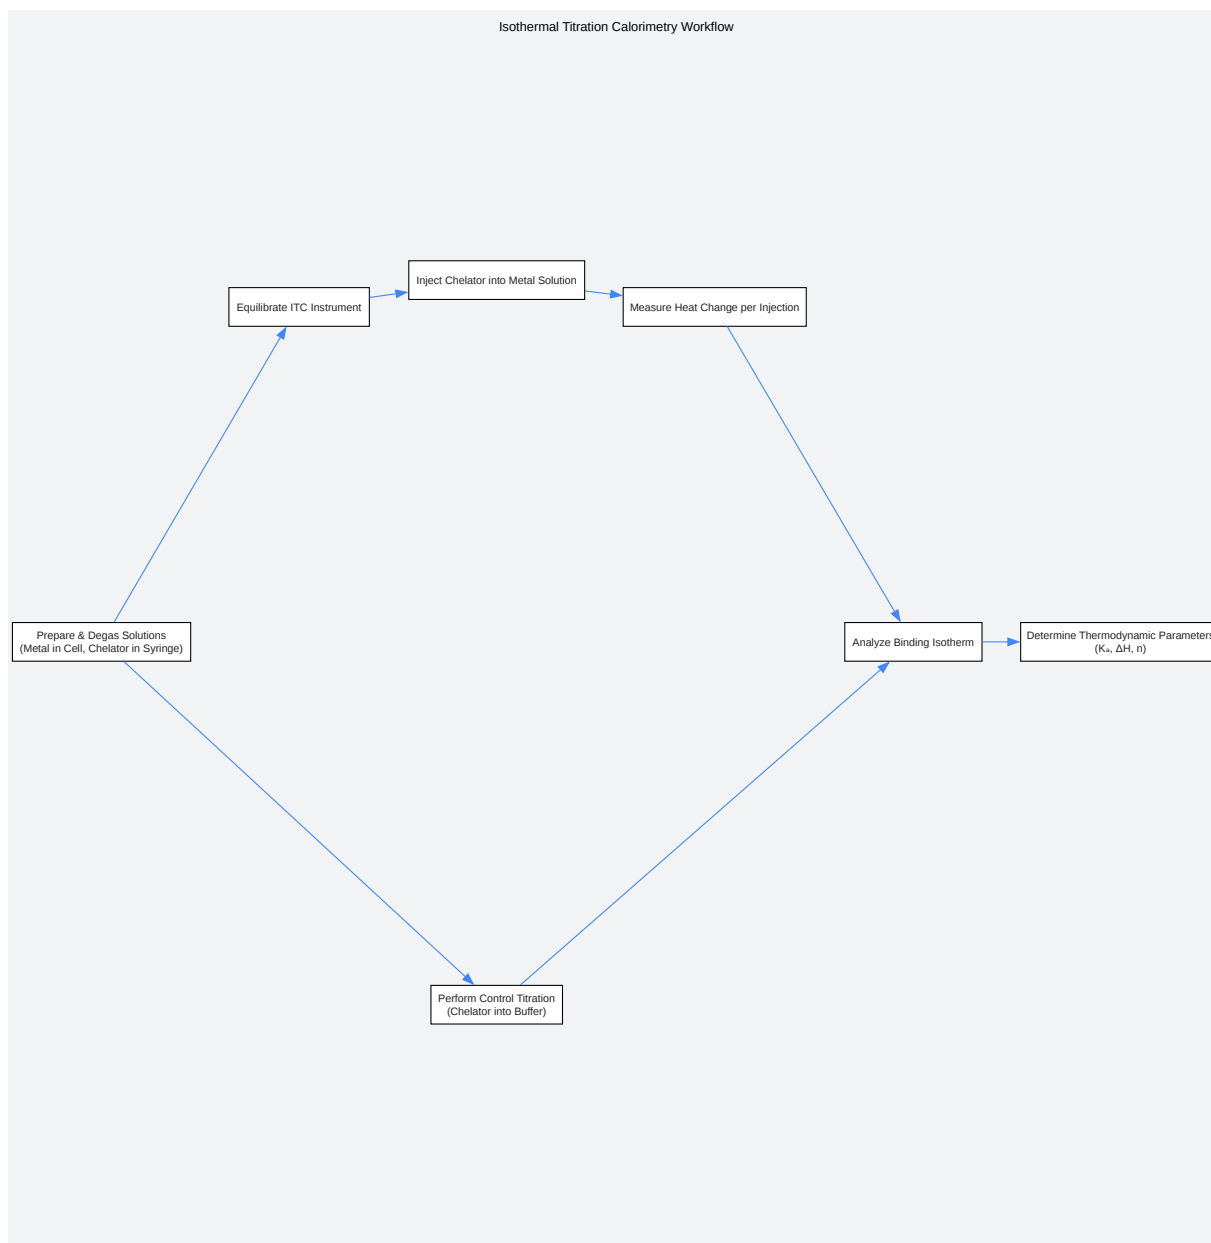 Isothermal Titration Calorimetry Workflow
Inject Chelator into Metal Solution
Equilibrate ITC Instrument
Measure Heat Change per Injection
Prepare & Degas Solutions
(Metal in Cell, Chelator in Syringe)
Analyze Binding Isotherm
Determine Thermodynamic Parameters
(Kₐ, ΔH, n)
Perform Control Titration
(Chelator into Buffer)